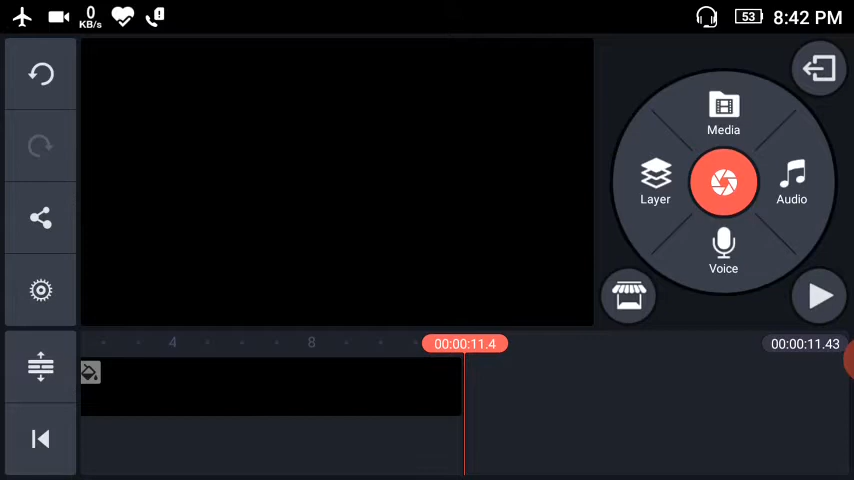 0
KB/s
53
8:42 PM
Media
Layer
Audio
Voice
4
8
00:00:11.4
00:00:11.43